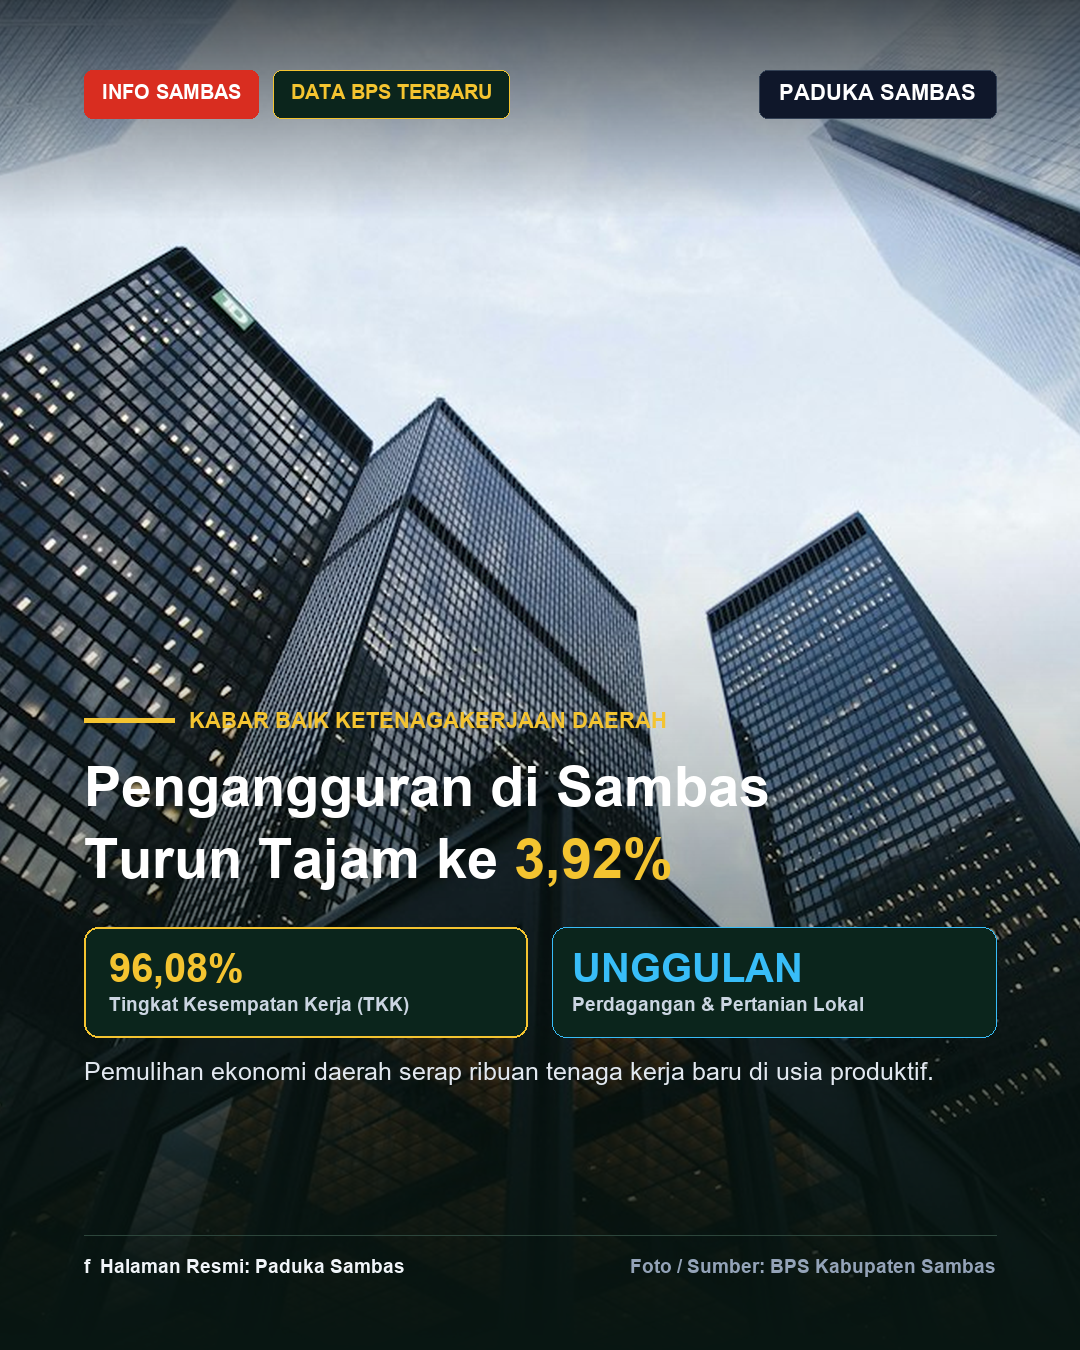 INFO SAMBAS
DATA BPS TERBARU
PADUKA SAMBAS
KABAR BAIK KETENAGAKERJAAN DAERAH
Pengangguran di Sambas
Turun Tajam ke 3,92%
96,08%
Tingkat Kesempatan Kerja (TKK)
UNGGULAN
Perdagangan & Pertanian Lokal
Pemulihan ekonomi daerah serap ribuan tenaga kerja baru di usia produktif.
f Halaman Resmi: Paduka Sambas
Foto / Sumber: BPS Kabupaten Sambas